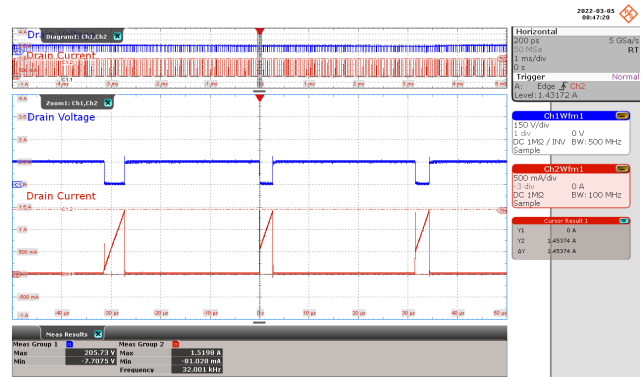 2022-03-05
08:47:20
Diagram1: Ch1,Ch2
Drain Voltage
Drain Current
Horizontal
200 ps 5 GSa/s
50 MSa RT
1 ms/div
0 s
Trigger Normal
A: Edge Ch2
Level: 1.43172 A
Zoom1: Ch1,Ch2
Drain Voltage
Drain Current
Ch1Wfm1
150 V/div
1 div 0 V
DC 1MΩ / INV BW: 500 MHz
Sample
Ch2Wfm1
500 mA/div
-3 div 0 A
DC 1MΩ BW: 100 MHz
Sample
Cursor Result 1
Y1 0 A
Y2 1.45374 A
ΔY 1.45374 A
500 mA
-500 mA
-40 µs -30 µs -20 µs -10 µs 0 s 10 µs 20 µs 30 µs 40 µs 50 µs
Meas Results
Meas Group 1 Meas Group 2
Max 205.73 V Max 1.5198 A
Min -7.7075 V Min -81.028 mA
Frequency 32.001 kHz